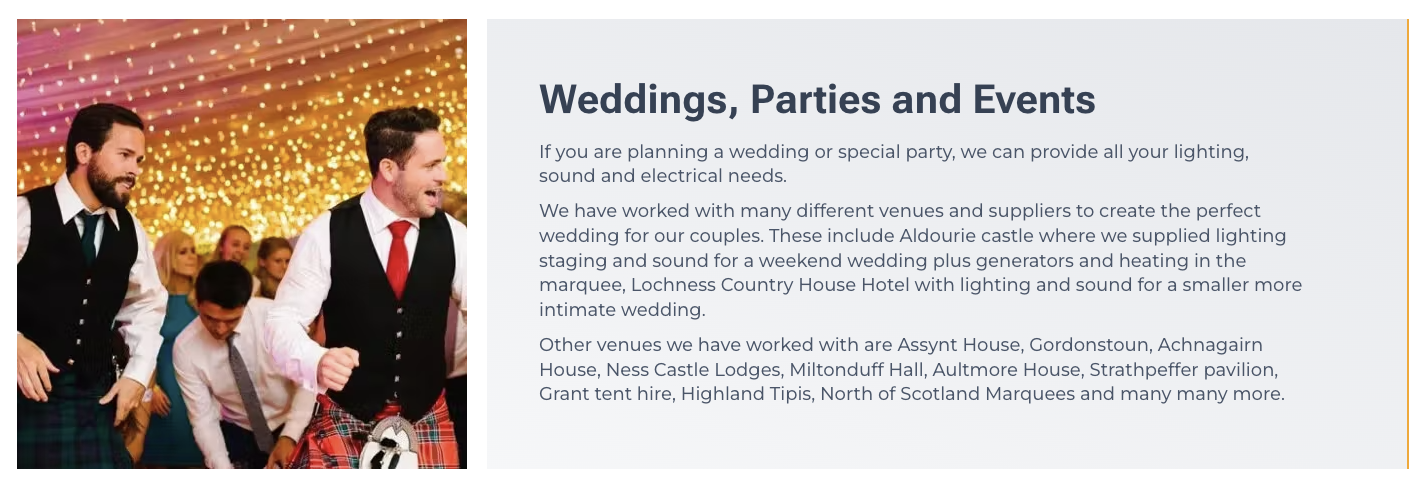 Weddings, Parties and Events
If you are planning a wedding or special party, we can provide all your lighting,
sound and electrical needs.
We have worked with many different venues and suppliers to create the perfect
wedding for our couples. These include Aldourie castle where we supplied lighting
staging and sound for a weekend wedding plus generators and heating in the
marquee, Lochness Country House Hotel with lighting and sound for a smaller more
intimate wedding.
Other venues we have worked with are Assynt House, Gordonstoun, Achnagairn
House, Ness Castle Lodges, Miltonduff Hall, Aultmore House, Strathpeffer pavilion,
Grant tent hire, Highland Tipis, North of Scotland Marquees and many many more.